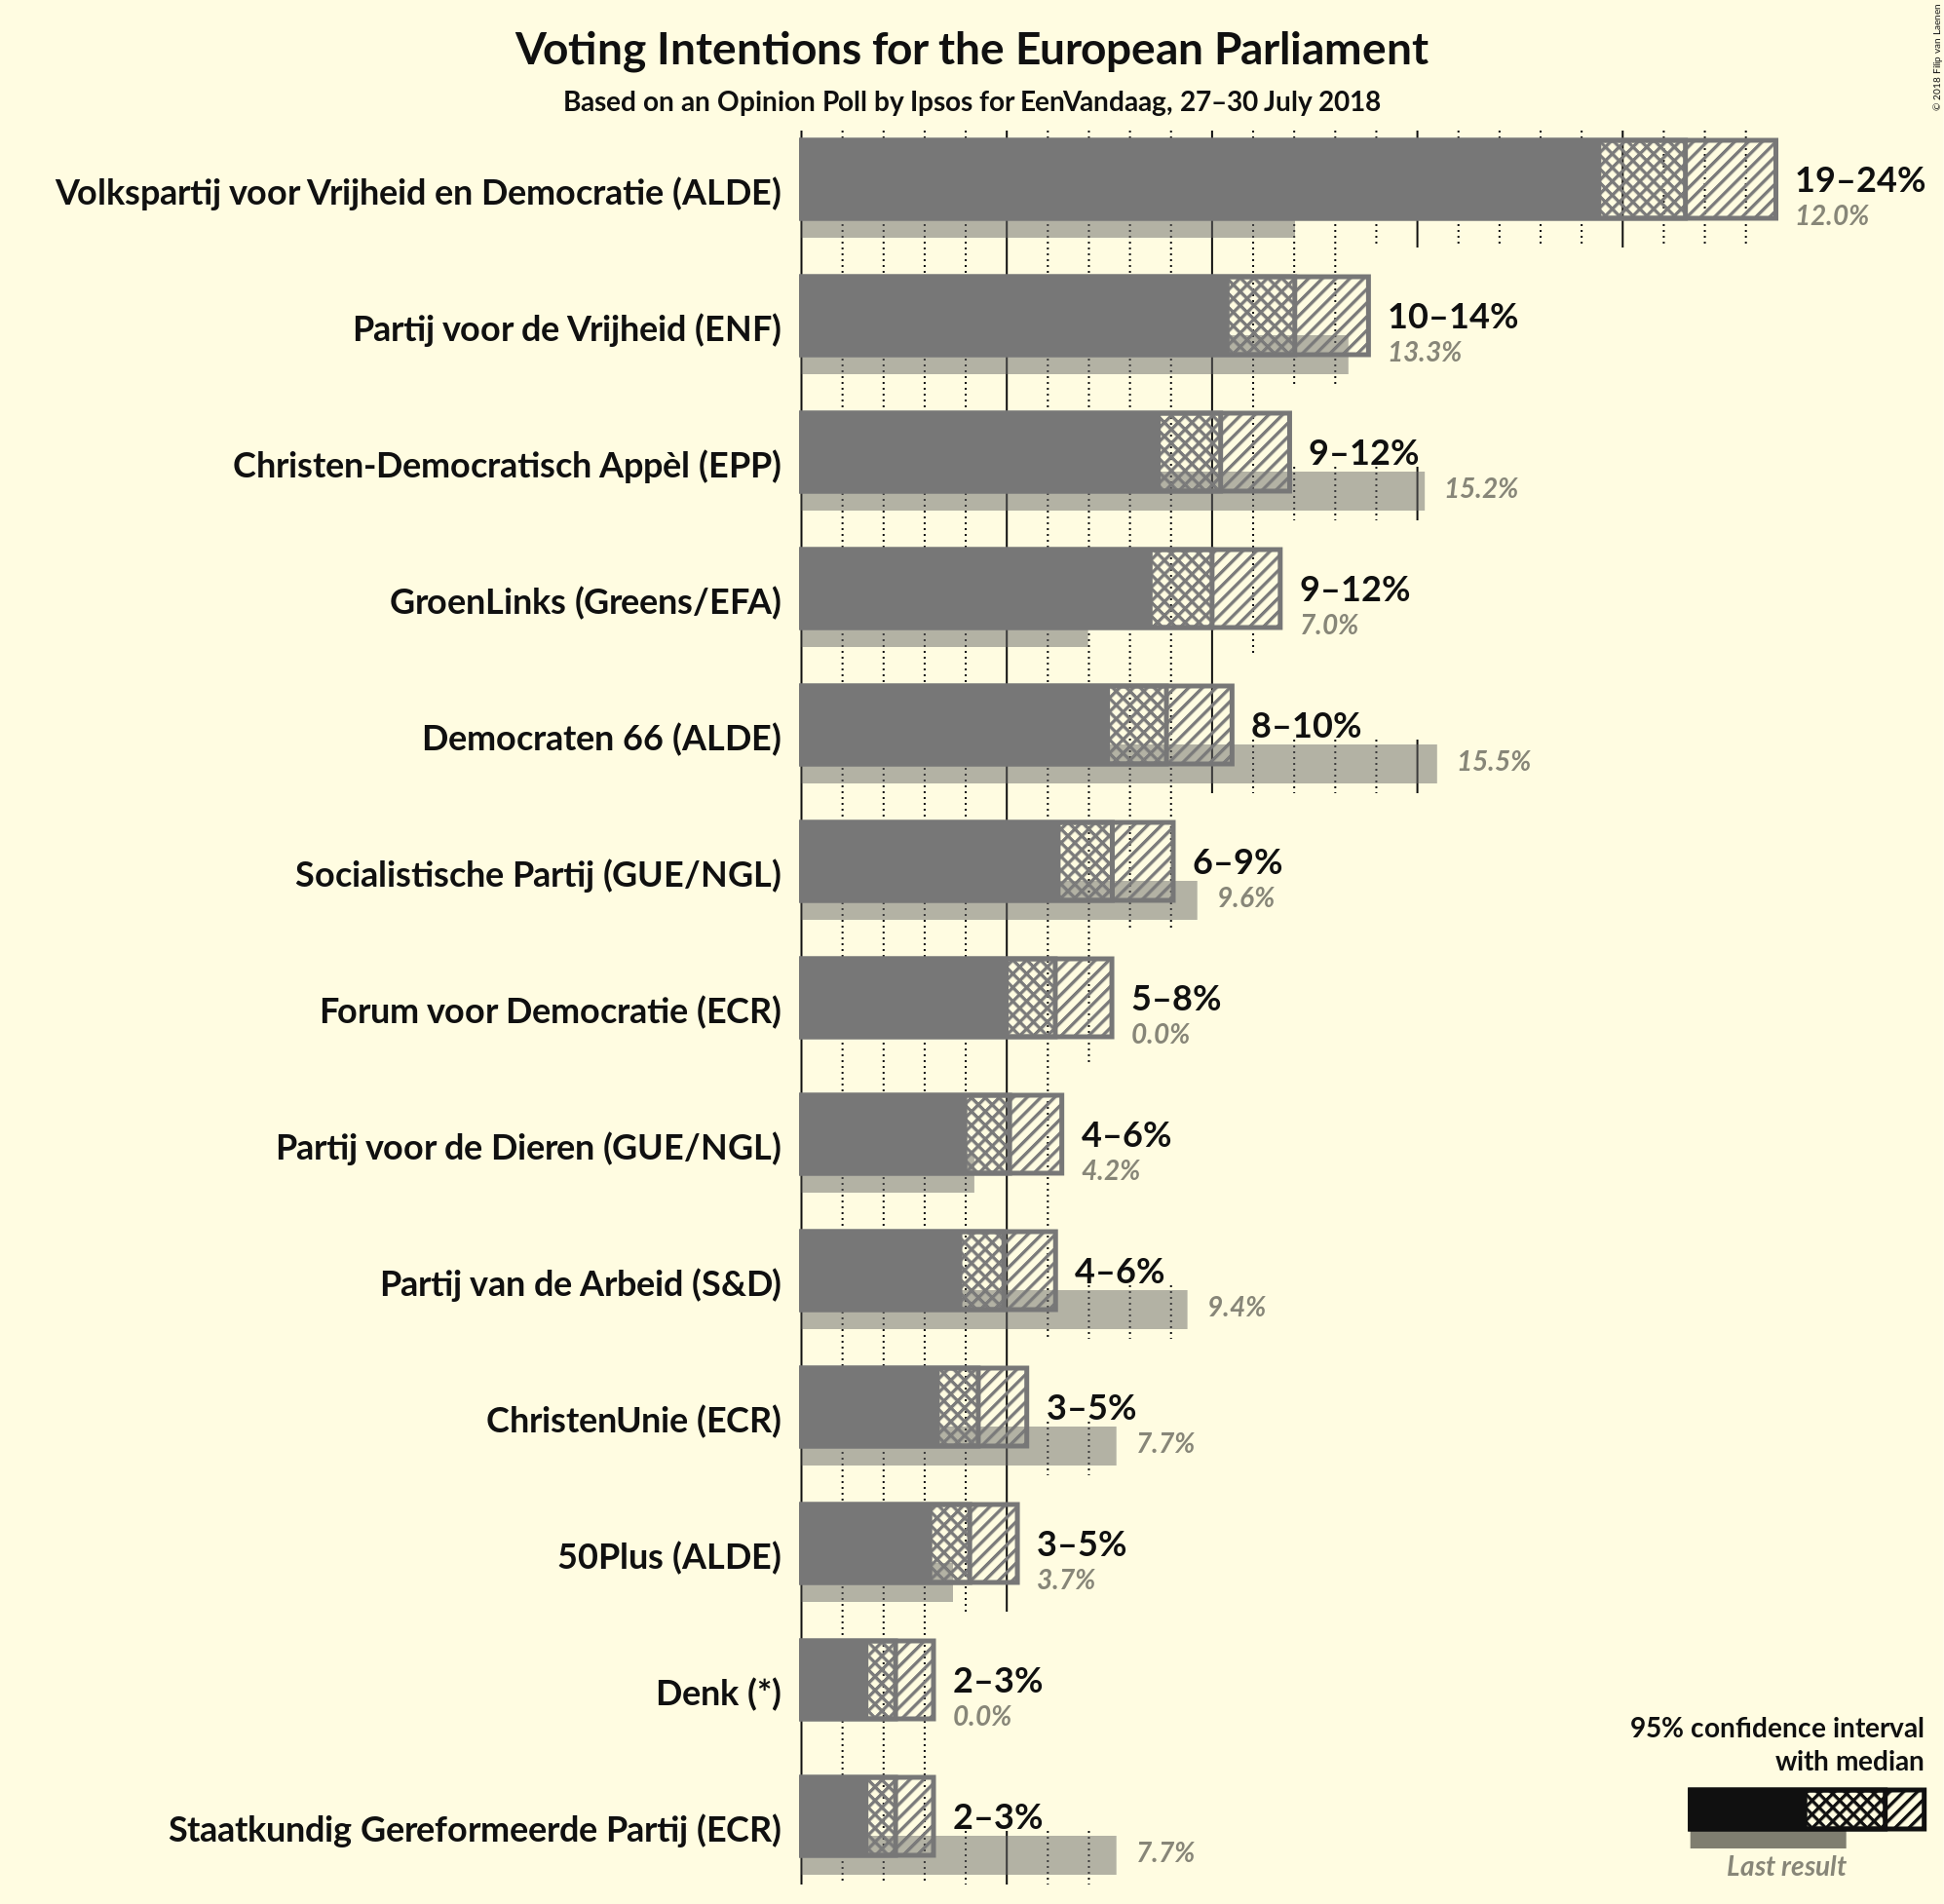 Voting Intentions for the European Parliament
Based on an Opinion Poll by Ipsos for EenVandaag, 27–30 July 2018
© 2018 Filip van Laenen
Volkspartij voor Vrijheid en Democratie (ALDE)
19–24%
12.0%
Partij voor de Vrijheid (ENF)
10–14%
13.3%
Christen-Democratisch Appèl (EPP)
9–12%
15.2%
GroenLinks (Greens/EFA)
9–12%
7.0%
Democraten 66 (ALDE)
8–10%
15.5%
Socialistische Partij (GUE/NGL)
6–9%
9.6%
Forum voor Democratie (ECR)
5–8%
0.0%
Partij voor de Dieren (GUE/NGL)
4–6%
4.2%
Partij van de Arbeid (S&D)
4–6%
9.4%
ChristenUnie (ECR)
3–5%
7.7%
50Plus (ALDE)
3–5%
3.7%
Denk (*)
2–3%
0.0%
Staatkundig Gereformeerde Partij (ECR)
2–3%
7.7%
95% confidence interval
with median
Last result